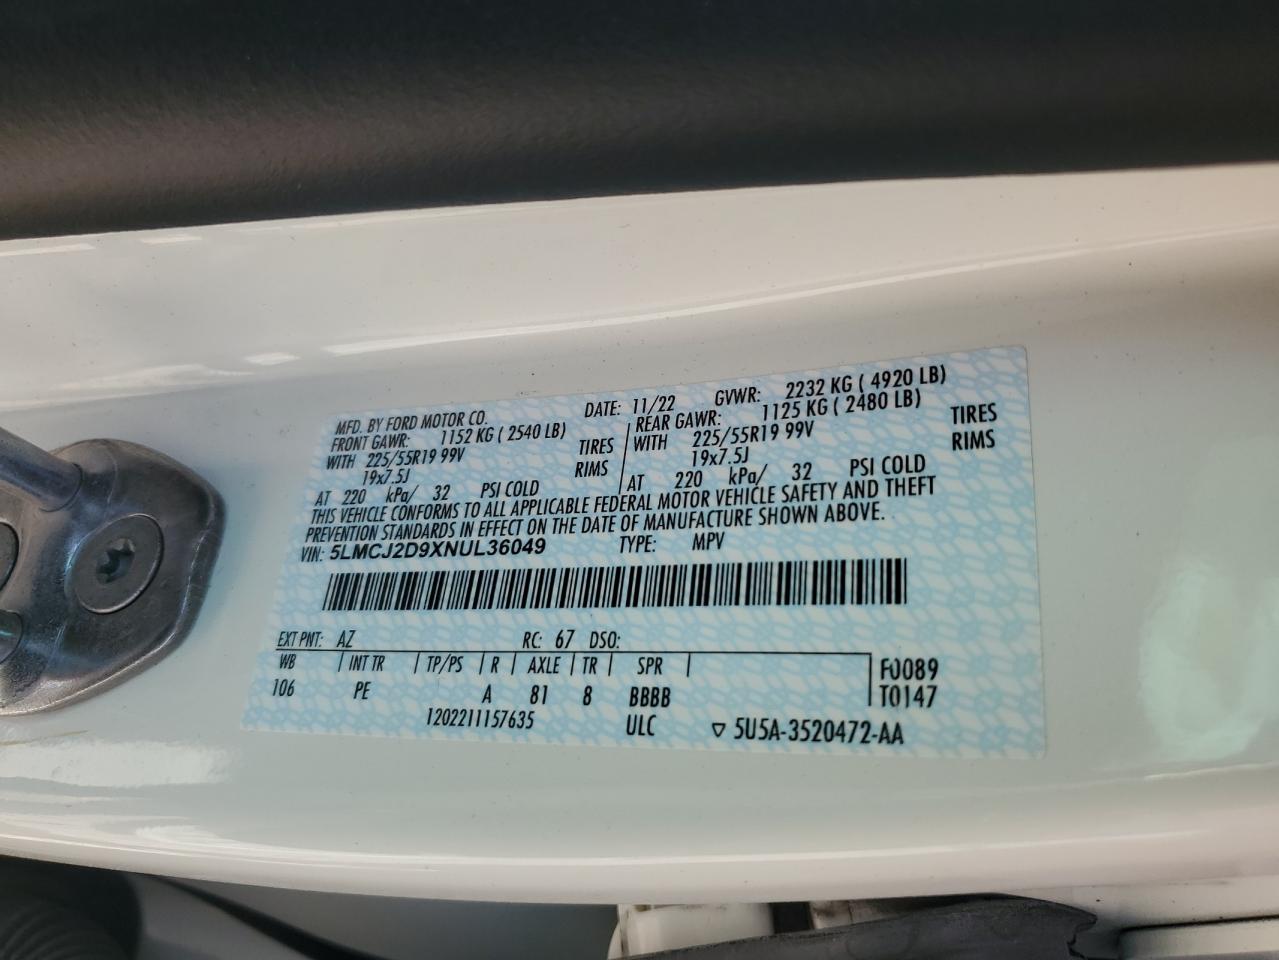 MFD. BY FORD MOTOR CO. DATE: 11/22 GVWR: 2232 KG ( 4920 LB)
FRONT GAWR: 1152 KG ( 2540 LB) REAR GAWR: 1125 KG ( 2480 LB)
WITH 225/55R19 99V TIRES WITH 225/55R19 99V TIRES
19x7.5J RIMS 19x7.5J RIMS
AT 220 kPa/ 32 PSI COLD AT 220 kPa/ 32 PSI COLD
THIS VEHICLE CONFORMS TO ALL APPLICABLE FEDERAL MOTOR VEHICLE SAFETY AND THEFT
PREVENTION STANDARDS IN EFFECT ON THE DATE OF MANUFACTURE SHOWN ABOVE.
VIN: 5LMCJ2D9XNUL36049 TYPE: MPV
EXT PNT: AZ RC: 67 DSO:
WB INT TR TP/PS R AXLE TR SPR F0089
106 PE A 81 8 BBBB T0147
1202211157635 ULC ▽ 5U5A-3520472-AA